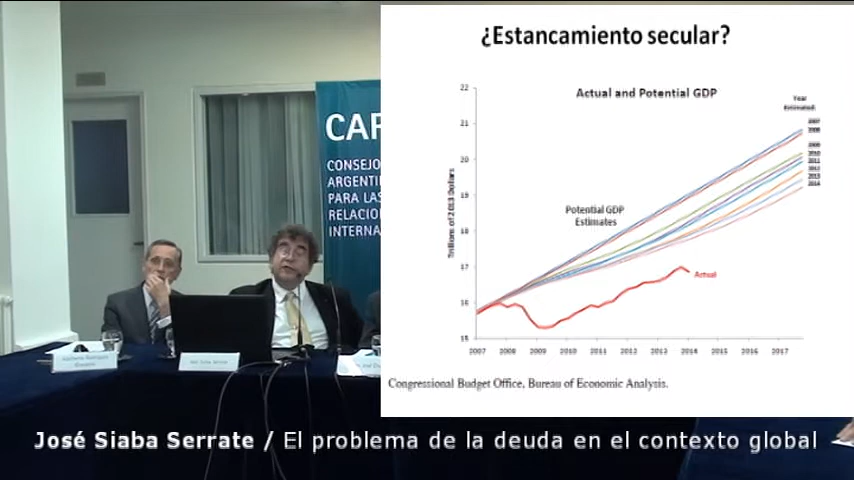 ¿Estancamiento secular?
Actual and Potential GDP
Year
Estimated:
2007
2008
2009
2010
2011
2012
2013
2014
Potential GDP
Estimates
Actual
Trillions of 2013 Dollars
22
21
20
19
18
17
16
15
2007 2008 2009 2010 2011 2012 2013 2014 2015 2016 2017
Congressional Budget Office, Bureau of Economic Analysis.
CAR
CONSEJO
ARGENTIN
PARA LAS
RELACIO
INTERNA
José Siaba Serrate / El problema de la deuda en el contexto global